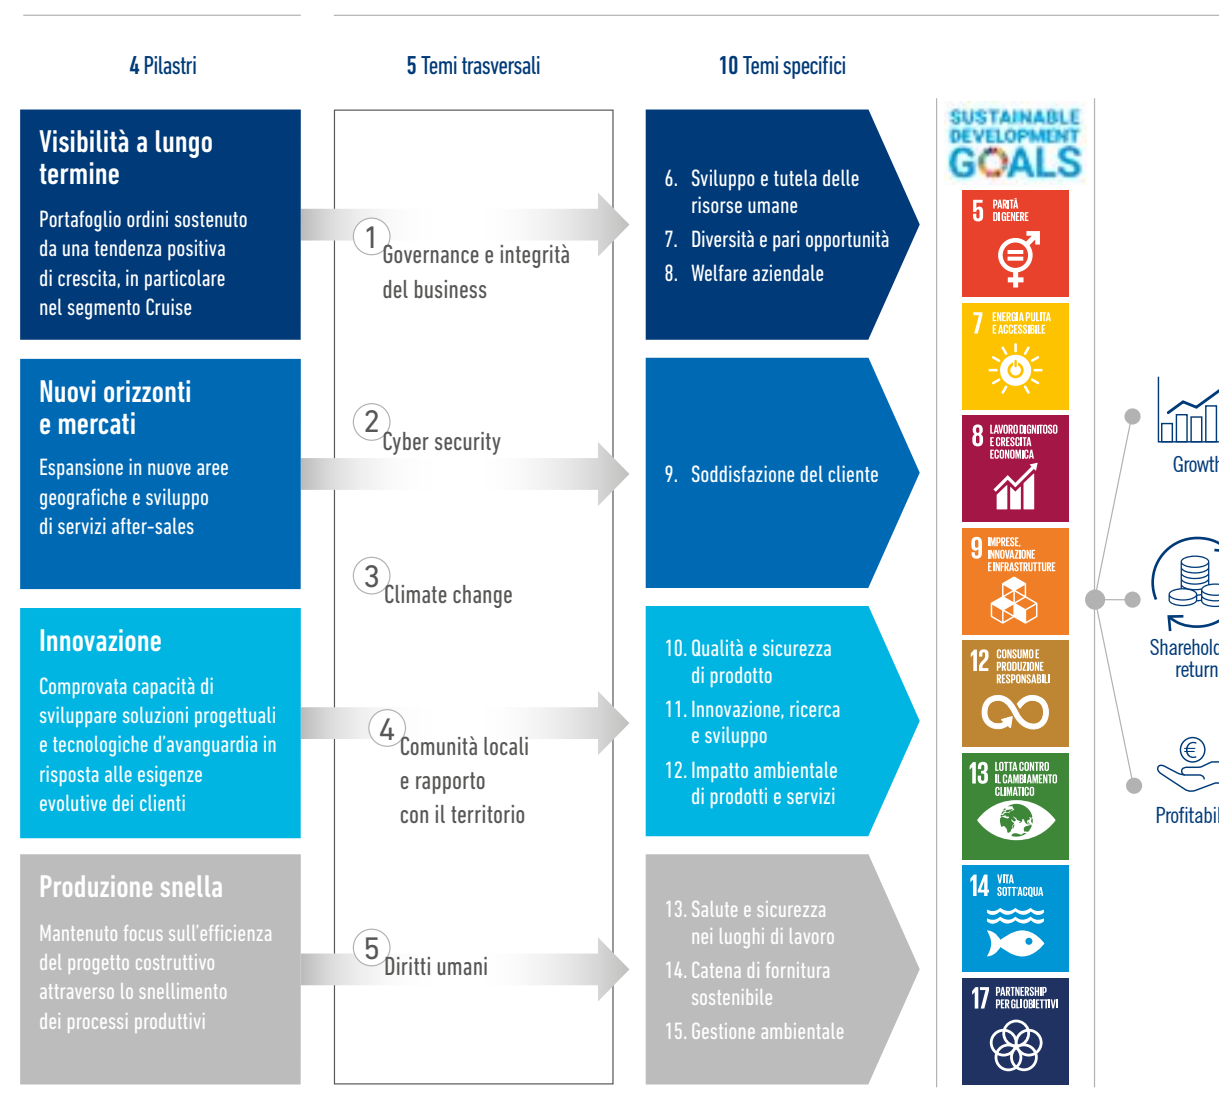 4 Pilastri
5 Temi trasversali
10 Temi specifici
Visibilità a lungo
termine
Portafoglio ordini sostenuto
da una tendenza positiva
di crescita, in particolare
nel segmento Cruise
Nuovi orizzonti
e mercati
Espansione in nuove aree
geografiche e sviluppo
di servizi after-sales
Innovazione
Comprovata capacità di
sviluppare soluzioni progettuali
e tecnologiche d'avanguardia in
risposta alle esigenze
evolutive dei clienti
Produzione snella
Mantenuto focus sull'efficienza
del progetto costruttivo
attraverso lo snellimento
dei processi produttivi
1
Governance e integrità
del business
2
Cyber security
3
Climate change
4
Comunità locali
e rapporto
con il territorio
5
Diritti umani
6. Sviluppo e tutela delle
risorse umane
7. Diversità e pari opportunità
8. Welfare aziendale
9. Soddisfazione del cliente
10. Qualità e sicurezza
di prodotto
11. Innovazione, ricerca
e sviluppo
12. Impatto ambientale
di prodotti e servizi
13. Salute e sicurezza
nei luoghi di lavoro
14. Catena di fornitura
sostenibile
15. Gestione ambientale
SUSTAINABLE
DEVELOPMENT
GOALS
5 PARITÀ
DI GENERE
7 ENERGIA PULITA
E ACCESSIBILE
8 LAVORO DIGNITOSO
E CRESCITA
ECONOMICA
9 IMPRESE,
INNOVAZIONE
E INFRASTRUTTURE
12 CONSUMO E
PRODUZIONE
RESPONSABILI
13 LOTTA CONTRO
IL CAMBIAMENTO
CLIMATICO
14 VITA
SOTT'ACQUA
17 PARTNERSHIP
PER GLI OBIETTIVI
Growth
Sharehold
return
€
Profitabil